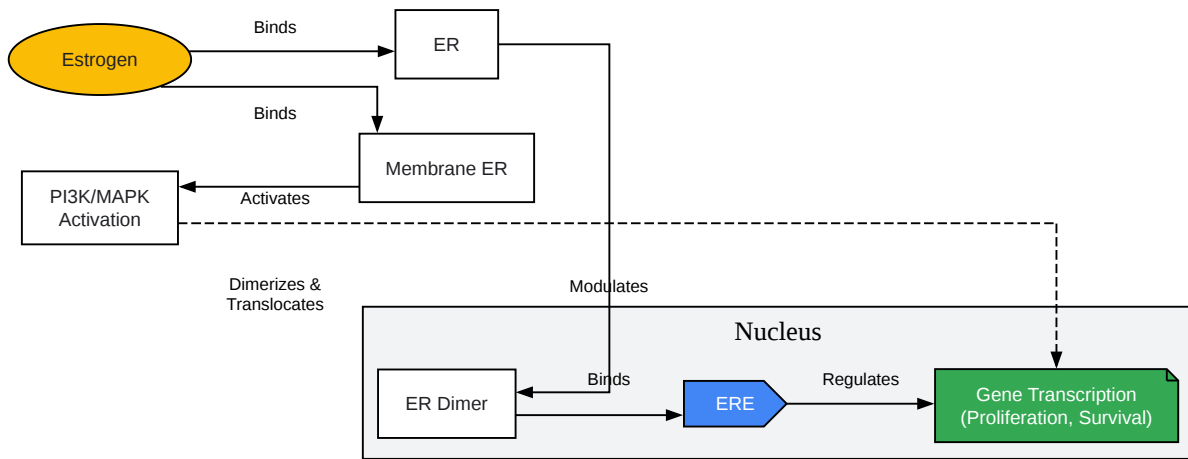 Binds
ER
Estrogen
Binds
Membrane ER
Activates
PI3K/MAPK
Activation
Dimerizes &
Translocates
Modulates
Nucleus
ER Dimer
Binds
ERE
Regulates
Gene Transcription
(Proliferation, Survival)